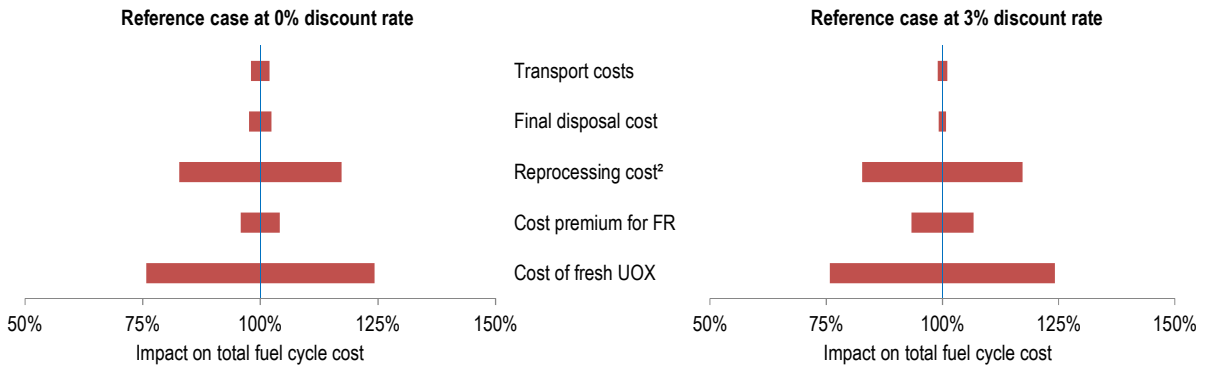 Reference case at 0% discount rate
Reference case at 3% discount rate
Transport costs
Final disposal cost
Reprocessing cost²
Cost premium for FR
Cost of fresh UOX
50% 75% 100% 125% 150%
50% 75% 100% 125% 150%
Impact on total fuel cycle cost
Impact on total fuel cycle cost